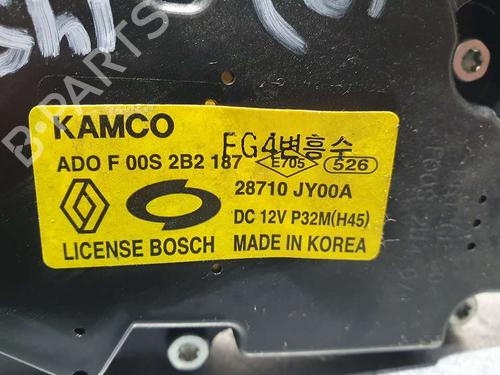 B-PARTS
KAMCO
FG4변흥수
ADO F 00S 2B2 187
E705
526
28710 JY00A
DC 12V P32M(H45)
LICENSE BOSCH
MADE IN KOREA